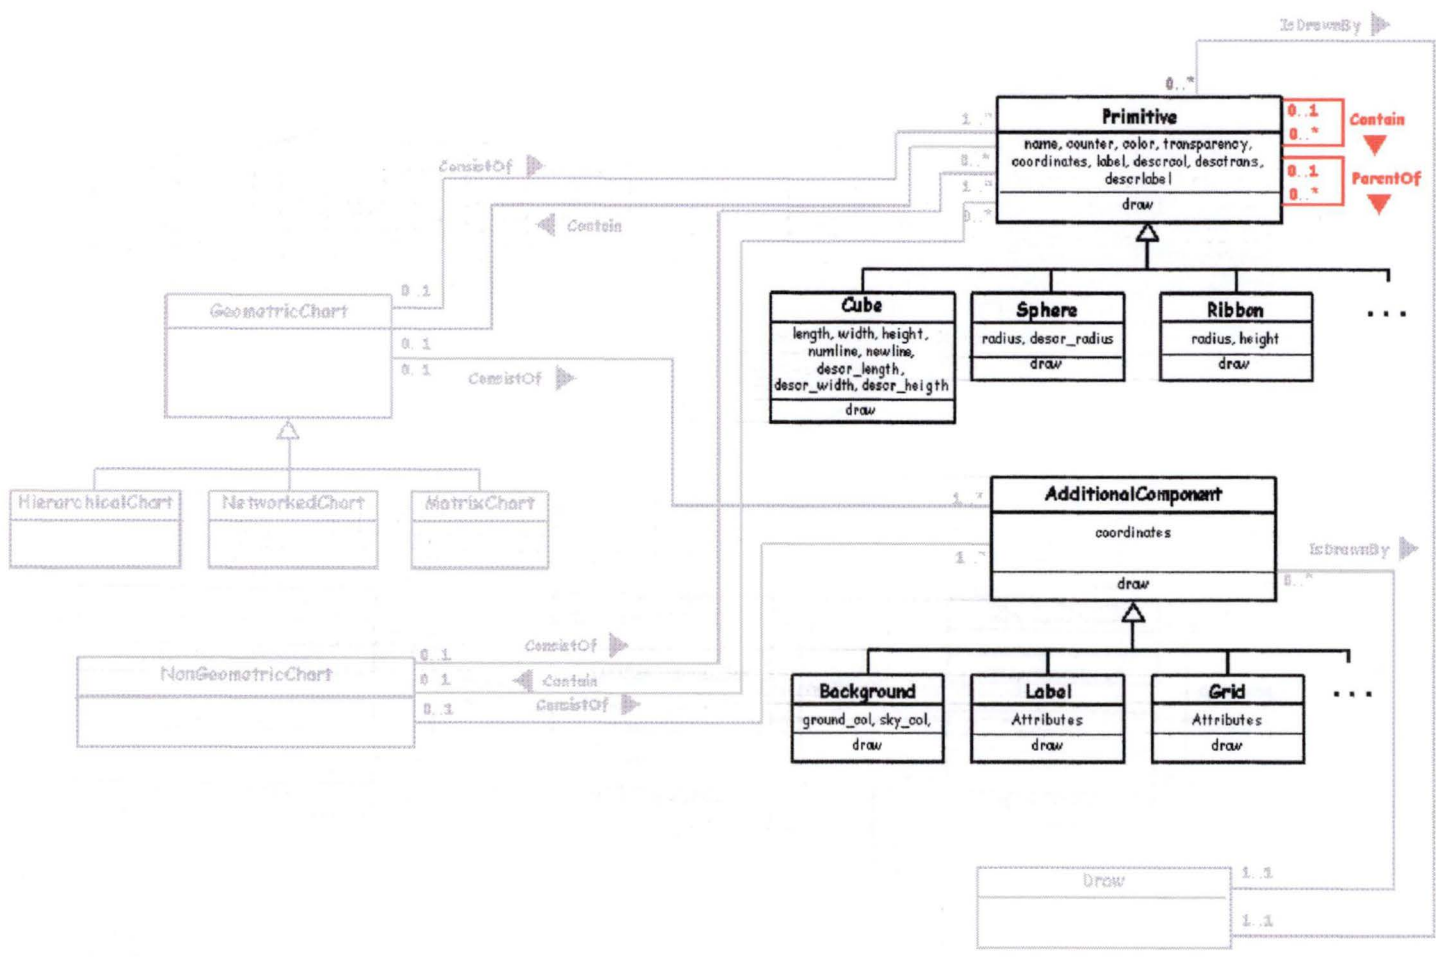 IsDrawnBy
0..*
Primitive
name, counter, color, transparency,
coordinates, label, descrcol, descrtrans,
descrlabel
draw
0..1
Contain
0..*
0..1
ParentOf
0..*
1..*
0..*
1..*
0..*
ConsistOf
Contain
0..1
0..1
0..1
ConsistOf
GeometricChart
Cube
length, width, height,
numline, newline,
descr_length,
descr_width, descr_heigth
draw
Sphere
radius, descr_radius
draw
Ribbon
radius, height
draw
...
HierarchicalChart
NetworkedChart
MatrixChart
1..*
AdditionalComponent
coordinates
draw
1..*
IsDrawnBy
0..*
NonGeometricChart
0..1
ConsistOf
0..1
Contain
0..1
ConsistOf
Background
ground_col, sky_col,
draw
Label
Attributes
draw
Grid
Attributes
draw
...
Draw
1..1
1..1